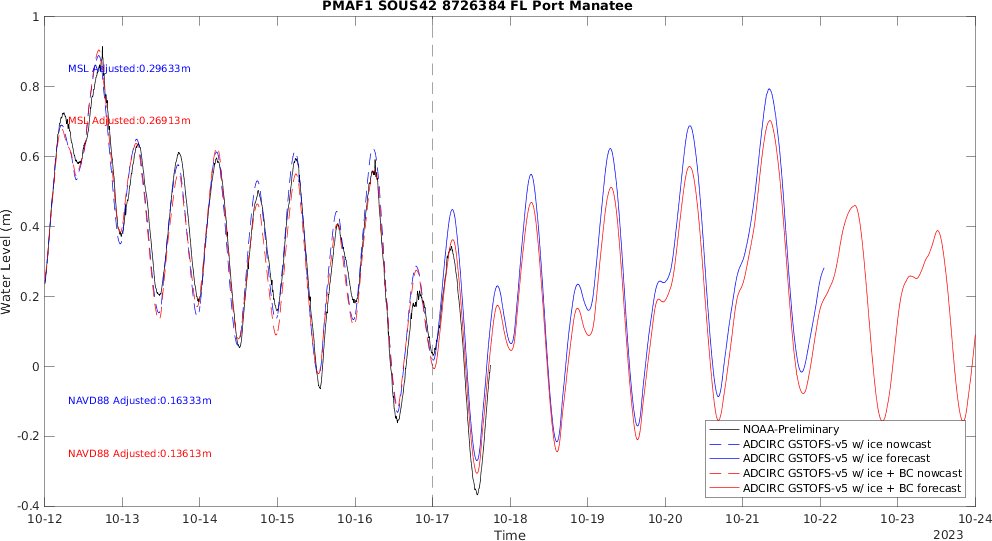 PMAF1 SOUS42 8726384 FL Port Manatee
1
0.8
0.6
0.4
0.2
0
-0.2
-0.4
Water Level (m)
MSL Adjusted:0.29633m
MSL Adjusted:0.26913m
NAVD88 Adjusted:0.16333m
NAVD88 Adjusted:0.13613m
NOAA-Preliminary
ADCIRC GSTOFS-v5 w/ ice nowcast
ADCIRC GSTOFS-v5 w/ ice forecast
ADCIRC GSTOFS-v5 w/ ice + BC nowcast
ADCIRC GSTOFS-v5 w/ ice + BC forecast
10-12 10-13 10-14 10-15 10-16 10-17 10-18 10-19 10-20 10-21 10-22 10-23 10-24
Time
2023